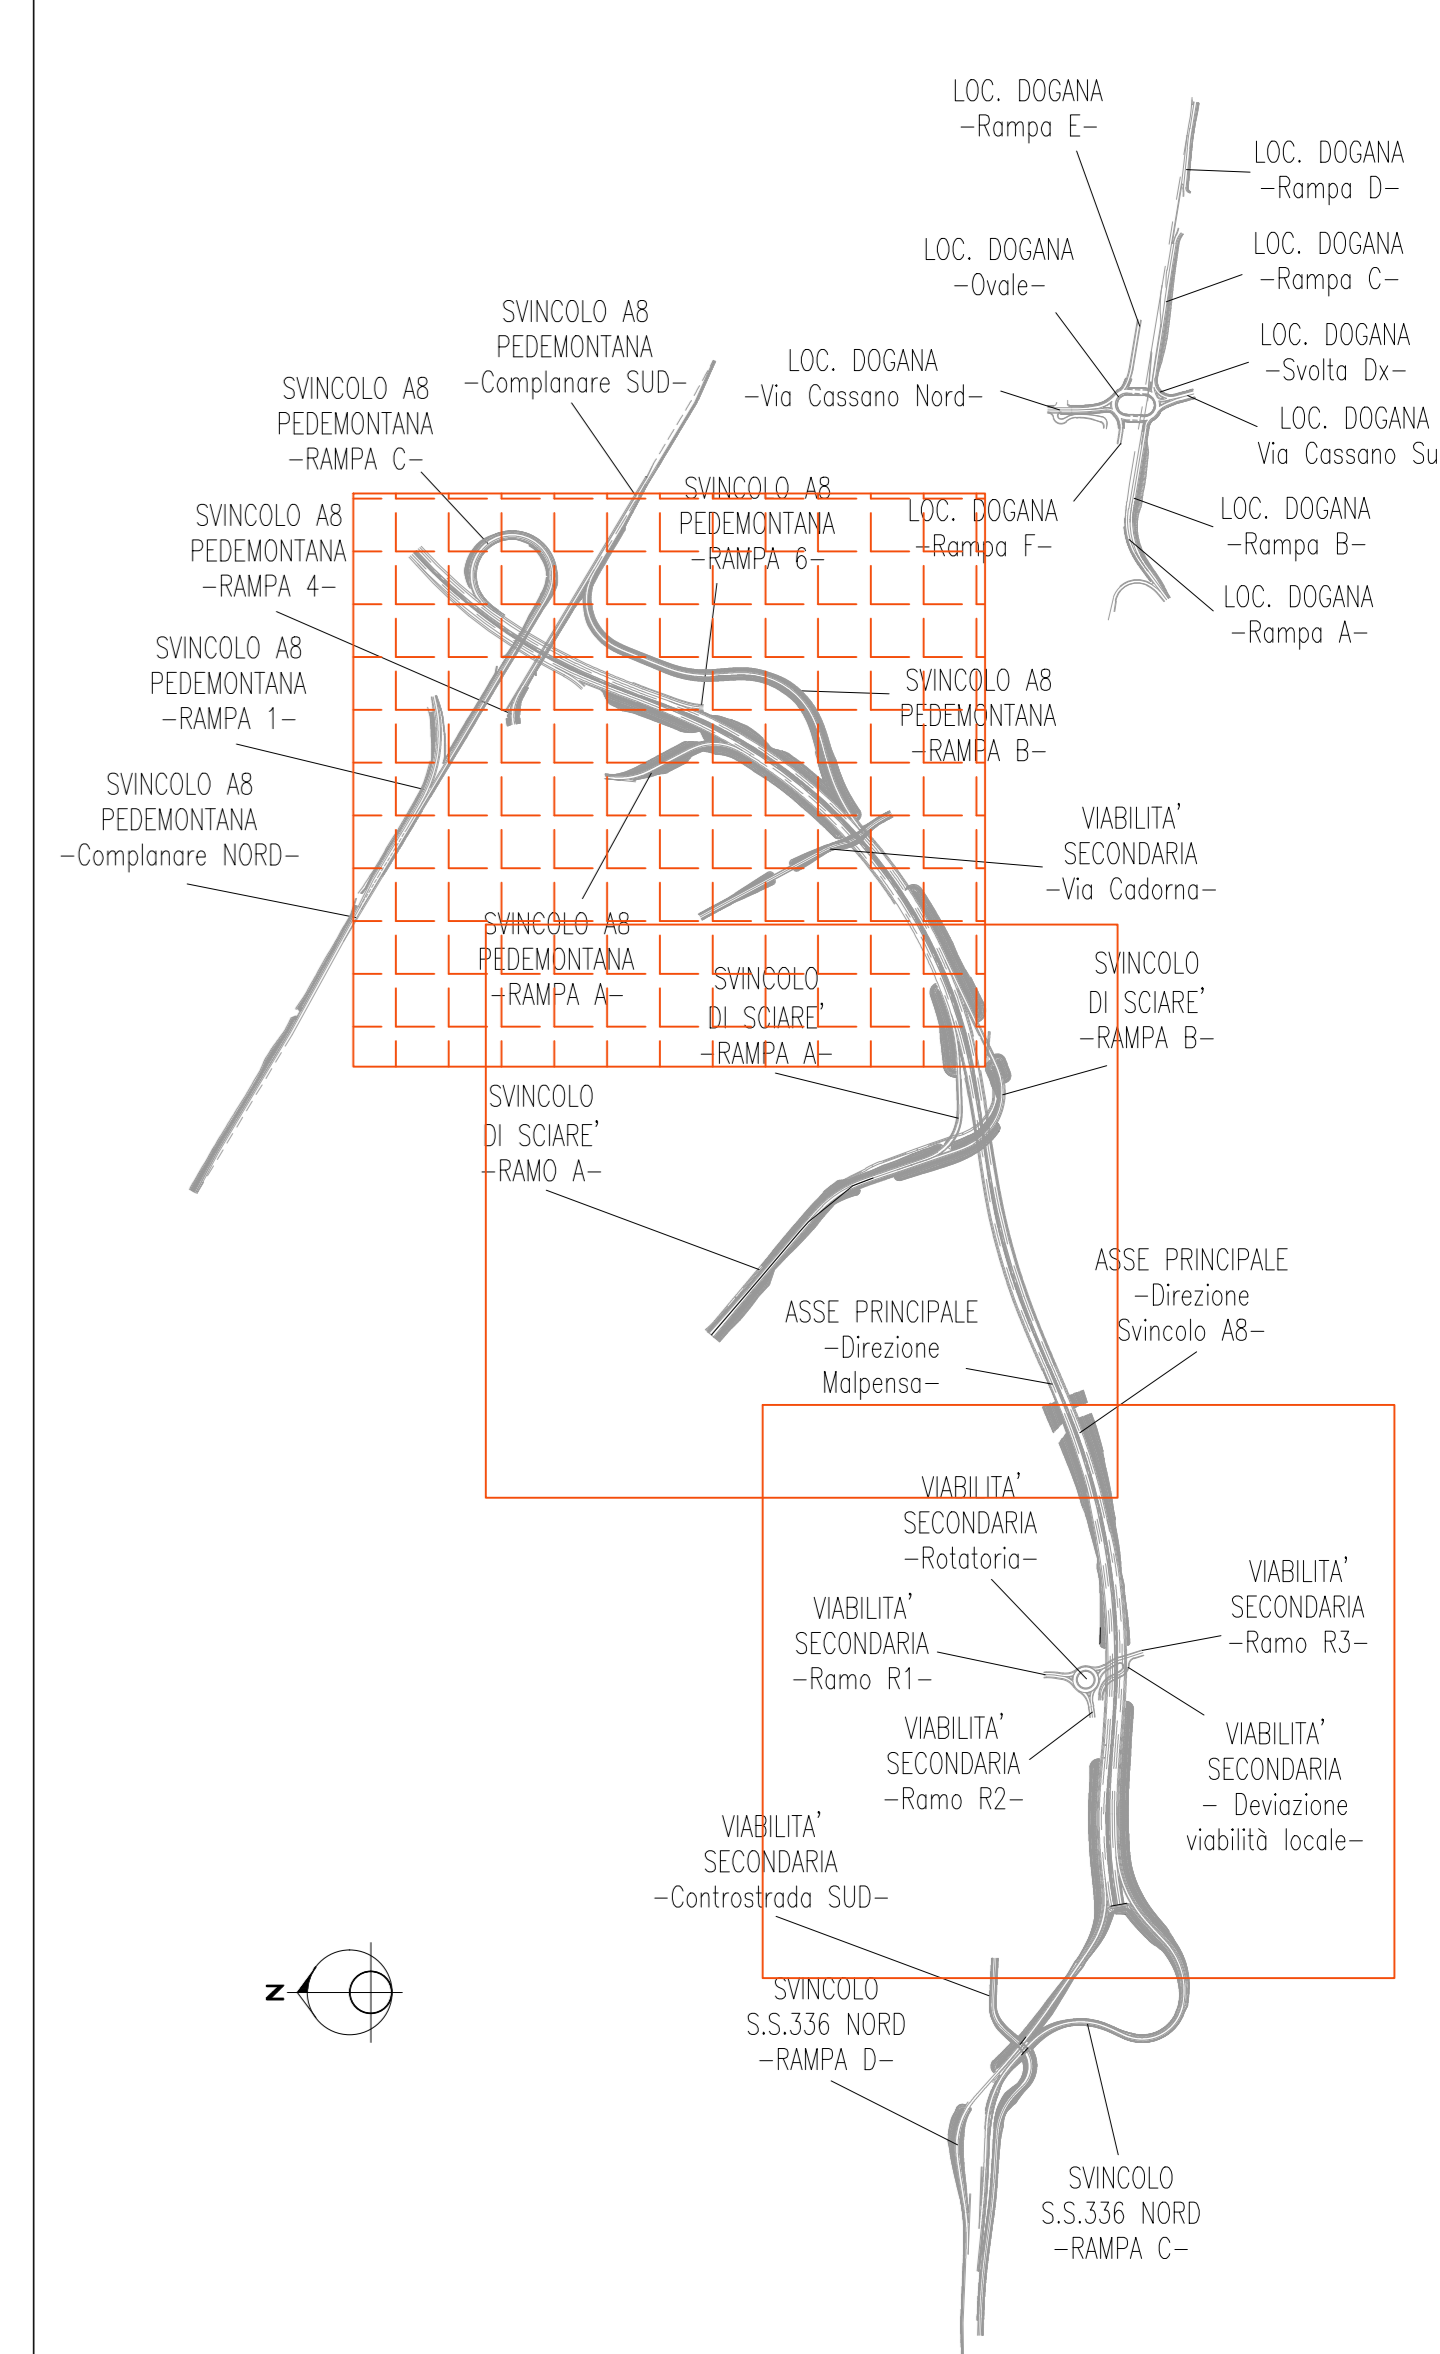 LOC. DOGANA
-Rampa E-
LOC. DOGANA
-Rampa D-
LOC. DOGANA
-Ovale-
LOC. DOGANA
-Rampa C-
SVINCOLO A8
PEDEMONTANA
-Complanare SUD-
LOC. DOGANA
-Svolta Dx-
LOC. DOGANA
-Via Cassano Nord-
SVINCOLO A8
PEDEMONTANA
-RAMPA C-
LOC. DOGANA
Via Cassano Su
SVINCOLO A8
PEDEMONTANA
-RAMPA 6-
LOC. DOGANA
-Rampa F-
LOC. DOGANA
-Rampa B-
SVINCOLO A8
PEDEMONTANA
-RAMPA 4-
LOC. DOGANA
-Rampa A-
SVINCOLO A8
PEDEMONTANA
-RAMPA 1-
SVINCOLO A8
PEDEMONTANA
-RAMPA B-
SVINCOLO A8
PEDEMONTANA
-Complanare NORD-
VIABILITA'
SECONDARIA
-Via Cadorna-
SVINCOLO A8
PEDEMONTANA
-RAMPA A-
SVINCOLO
DI SCIARE'
-RAMPA A-
SVINCOLO
DI SCIARE'
-RAMPA B-
SVINCOLO
DI SCIARE'
-RAMO A-
ASSE PRINCIPALE
-Direzione
Svincolo A8-
ASSE PRINCIPALE
-Direzione
Malpensa-
VIABILITA'
SECONDARIA
-Rotatoria-
VIABILITA'
SECONDARIA
-Ramo R3-
VIABILITA'
SECONDARIA
-Ramo R1-
VIABILITA'
SECONDARIA
-Ramo R2-
VIABILITA'
SECONDARIA
- Deviazione
viabilità locale-
VIABILITA'
SECONDARIA
-Controstrada SUD-
N
SVINCOLO
S.S.336 NORD
-RAMPA D-
SVINCOLO
S.S.336 NORD
-RAMPA C-